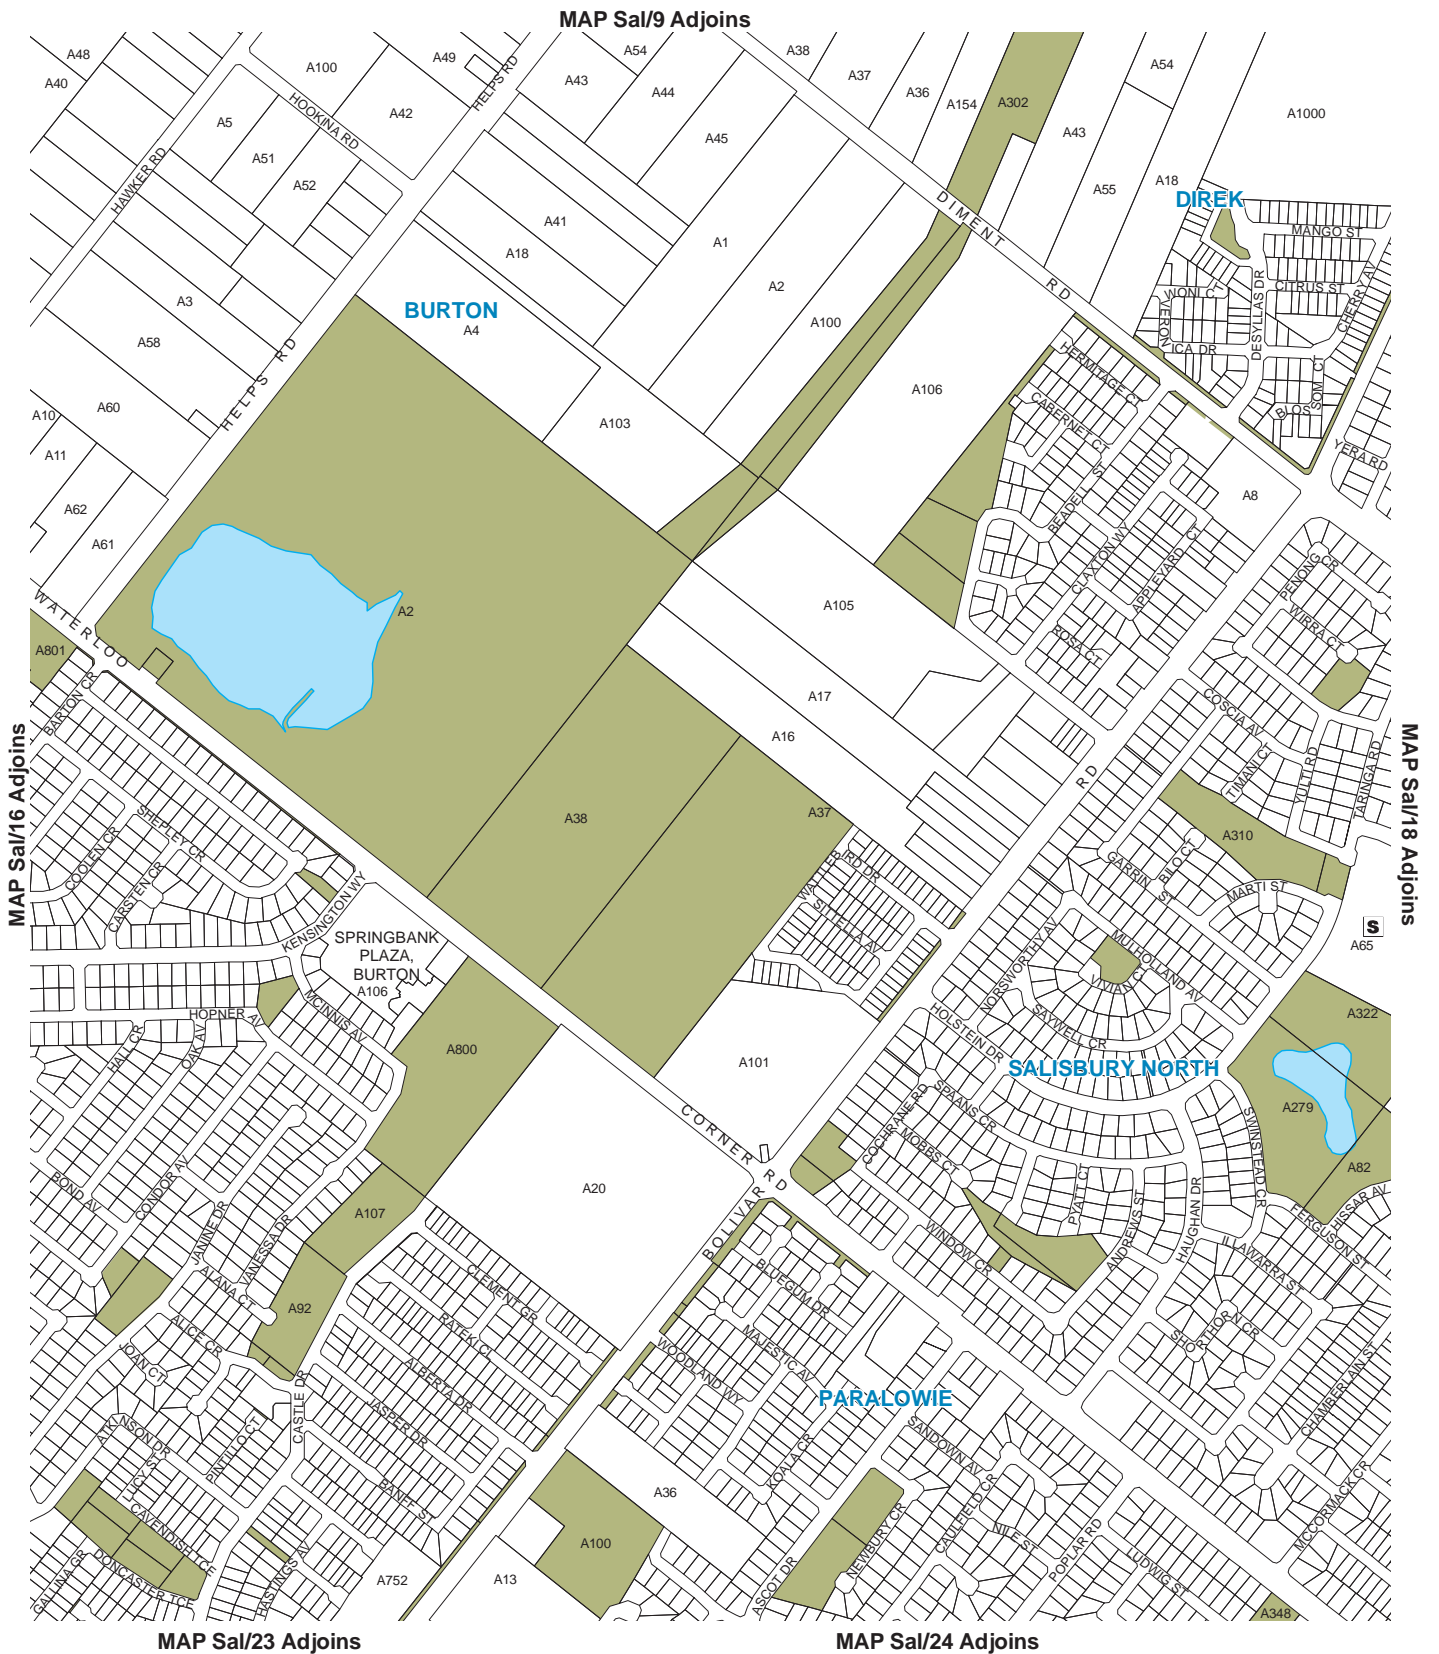 MAP Sal/9 Adjoins
A48
A40
A100
A49
A54
A43
A44
A38
A37
A36
A154
A302
A54
A43
A1000
HELPS RD
HOOKINA RD
A42
A5
A51
A52
A45
HAWKER RD
A55
A18
DIREK
MANGO ST
DIMENT RD
A41
A18
A1
A2
A100
CITRUS ST
CHERRY AV
DESYLLAS DR
WONI CT
VERONICA DR
A3
A58
BURTON
A4
HELPS RD
A106
HERMITAGE CT
CABERNET CT
BLOSSOM CT
A10
A60
A103
A11
YERA RD
A62
A61
A8
BEADELL ST
CLAXTON WY
APPLEYARD CT
PENONG CR
WIRRA CT
ROSA CT
WATERLOO CORNER RD
A2
A105
A801
BARTON CR
A17
A16
COSCIA AV
TIMANI CT
YULTI RD
TARINGA RD
MAP Sal/16 Adjoins
MAP Sal/18 Adjoins
BOLIVAR RD
A38
A37
SHEPLEY CR
COOLEN CR
CARSTEN CR
KENSINGTON WY
WATTLEBIRD DR
SITTELLA AV
A310
GARRIN ST
BILO CT
MARTI ST
S
A65
SPRINGBANK
PLAZA,
BURTON
A106
MULHOLLAND AV
NORSWORTHY AV
VIVIAN CT
SAYWELL CR
HOLSTEIN DR
MCINNIS AV
HOPNER AV
HALL CR
OAK AV
A800
A101
A322
SALISBURY NORTH
A279
A82
SWINSTEAD CR
COCHRANE RD
SPAANS CR
MOBBS CT
PYATT CT
ANDREWS ST
HAUGHAN DR
FERGUSON ST
HISSAR AV
ILLAWARRA ST
BOND AV
CONDOR AV
A20
A107
JANINE DR
VANESSA DR
ALANA CT
A92
WINDOW CR
BLUEGUM DR
CLEMENT GR
RATEKI CL
ALICE CR
JOAN CT
ALBERTA DR
JASPER DR
MAJESTIC AV
WOODLAND WY
SHORTHORN CR
CHAMBERLAIN ST
PARALOWIE
CASTLE DR
ATKINSON DR
PINTILLO CT
LUCY ST
BANFF ST
KOALA CR
SANDOWN AV
CAVENDISH TCE
DONCASTER TCE
GALLINA GR
HASTINGS AV
A36
A100
A13
A752
ASCOT DR
NEWBURY CR
CAULFIELD CR
NILE ST
POPLAR RD
LUDWIG ST
MCCORMACK CR
A348
MAP Sal/23 Adjoins
MAP Sal/24 Adjoins